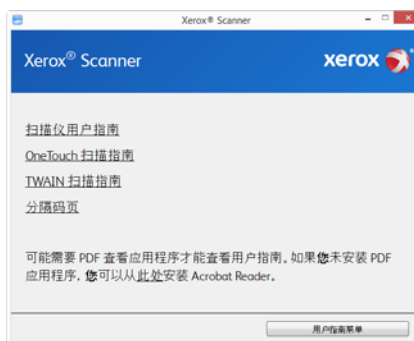 Xerox® Scanner
Xerox® Scanner
xerox
扫描仪用户指南
OneTouch 扫描指南
TWAIN 扫描指南
分隔码页
可能需要 PDF 查看应用程序才能查看用户指南。如果您未安装 PDF
应用程序，您可以从此处安装 Acrobat Reader。
用户指南菜单